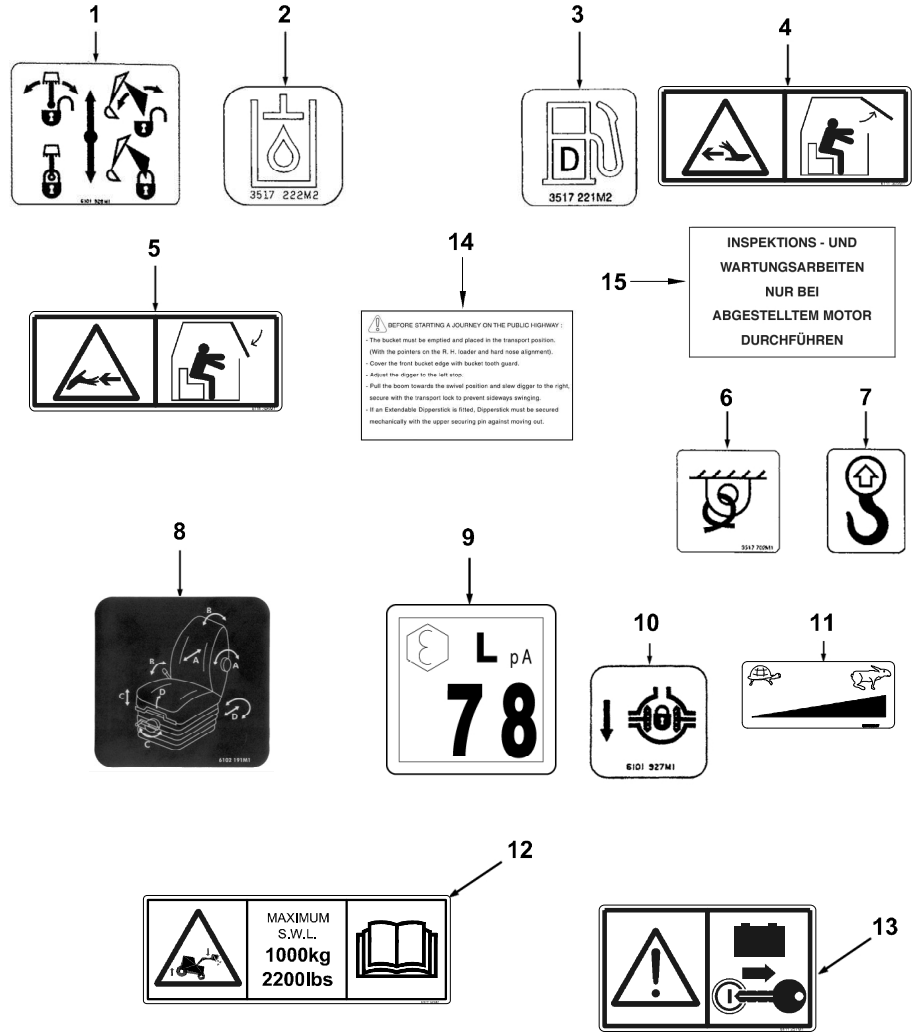 1
2
3
4
6101 928M1
3517 222M2
D
3517 221M2
5
14
15
INSPEKTIONS - UND
WARTUNGSARBEITEN
NUR BEI
ABGESTELLTEM MOTOR
DURCHFÜHREN
BEFORE STARTING A JOURNEY ON THE PUBLIC HIGHWAY :
- The bucket must be emptied and placed in the transport position.
(With the pointers on the R. H. loader and hard nose alignment).
- Cover the front bucket edge with bucket tooth guard.
- Adjust the digger to the left stop.
- Pull the boom towards the swivel position and slew digger to the right,
secure with the transport lock to prevent sideways swinging.
- If an Extendable Dipperstick is fitted, Dipperstick must be secured
mechanically with the upper securing pin against moving out.
6
7
3517 702M1
8
9
B
A
B
A
C
D
D
C
6102 191M1
L pA
78
10
11
6101 927M1
12
MAXIMUM
S.W.L.
1000kg
2200lbs
13